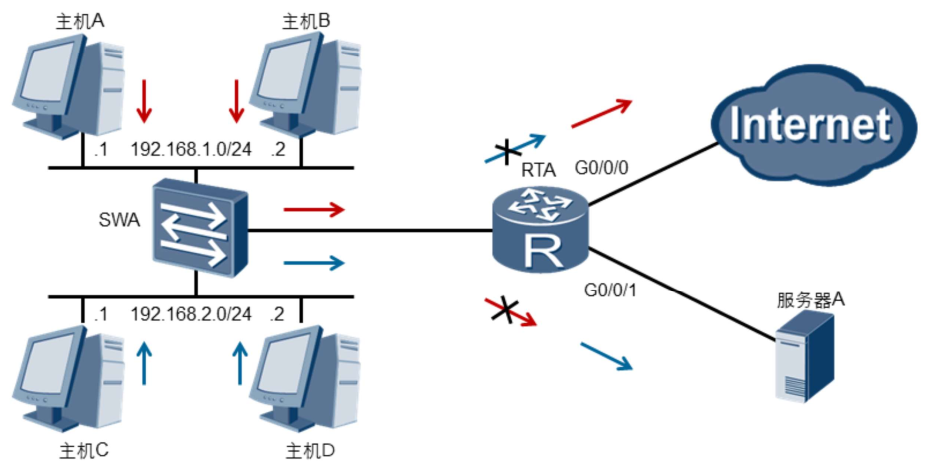 主机A
主机B
.1 192.168.1.0/24 .2
SWA
RTA
G0/0/0
Internet
R
G0/0/1
.1 192.168.2.0/24 .2
服务器A
主机C
主机D